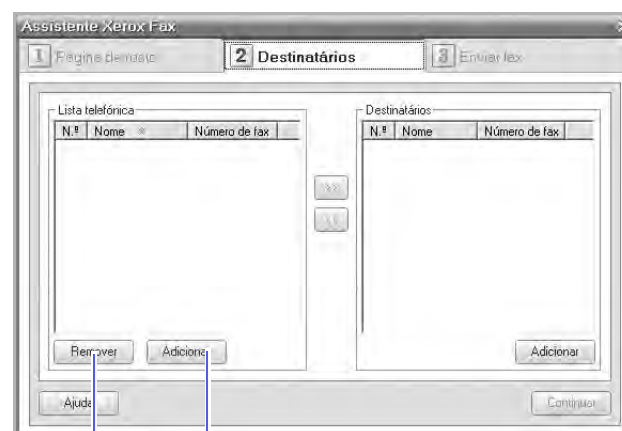 Assistente Xerox Fax
1 Página de rosto 2 Destinatários 3 Enviar fax
Lista telefónica
N.º Nome Número de fax
Destinatários
N.º Nome Número de fax
>>
<<
Remover Adicionar
Adicionar
Ajuda Continuar